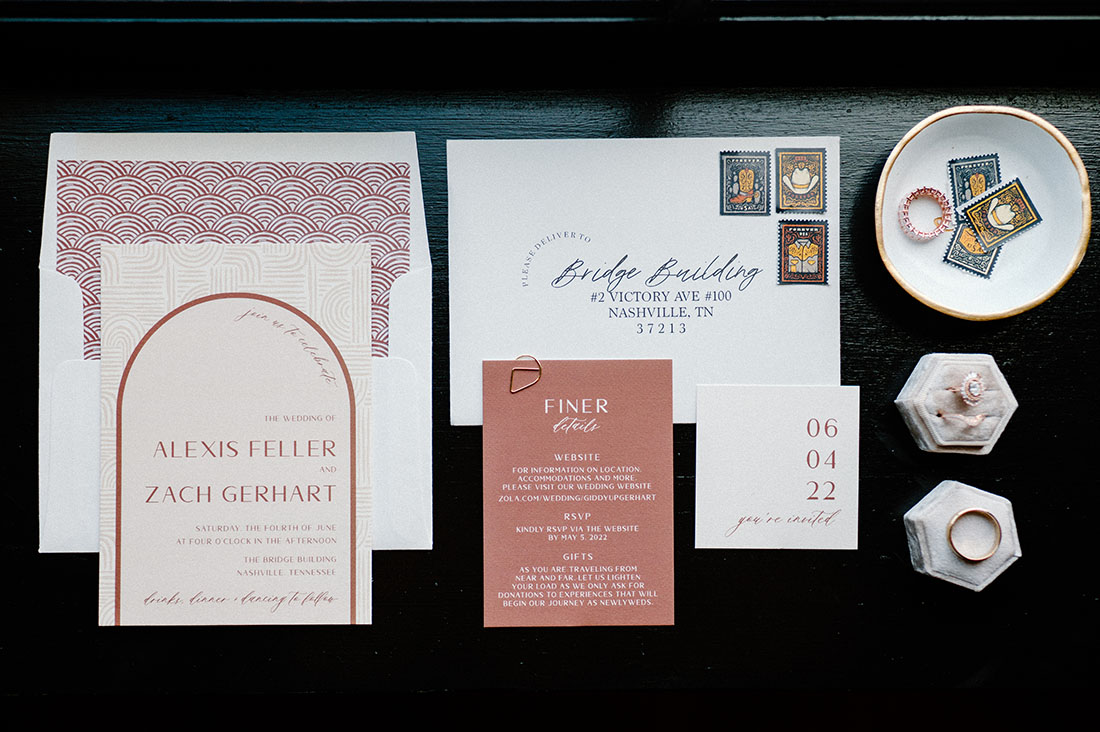 join us to celebrate
THE WEDDING OF
ALEXIS FELLER
AND
ZACH GERHART
SATURDAY, THE FOURTH OF JUNE
AT FOUR O'CLOCK IN THE AFTERNOON
THE BRIDGE BUILDING
NASHVILLE, TENNESSEE
drinks, dinner + dancing to follow
PLEASE DELIVER TO
Bridge Building
#2 VICTORY AVE #100
NASHVILLE, TN
37213
FOREVER
FOREVER
FINER
details
WEBSITE
FOR INFORMATION ON LOCATION,
ACCOMMODATIONS AND MORE,
PLEASE VISIT OUR WEDDING WEBSITE
ZOLA.COM/WEDDING/GIDDYUPGERHART
RSVP
KINDLY RSVP VIA THE WEBSITE
BY MAY 5, 2022
GIFTS
AS YOU ARE TRAVELING FROM
NEAR AND FAR, LET US LIGHTEN
YOUR LOAD AS WE ONLY ASK FOR
DONATIONS TO EXPERIENCES THAT WILL
BEGIN OUR JOURNEY AS NEWLYWEDS.
06
04
22
you're invited